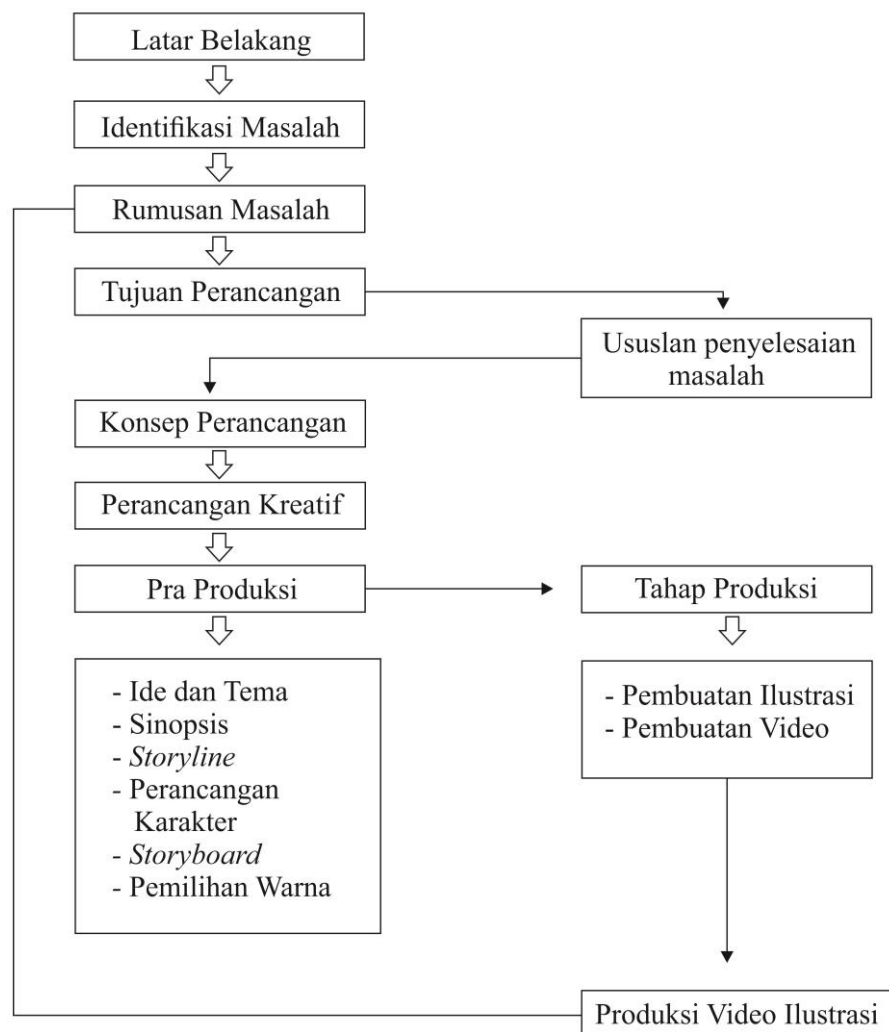 Latar Belakang
Identifikasi Masalah
Rumusan Masalah
Tujuan Perancangan
Ususlan penyelesaian
masalah
Konsep Perancangan
Perancangan Kreatif
Pra Produksi
Tahap Produksi
- Ide dan Tema
- Sinopsis
- Storyline
- Perancangan
Karakter
- Storyboard
- Pemilihan Warna
- Pembuatan Ilustrasi
- Pembuatan Video
Produksi Video Ilustrasi